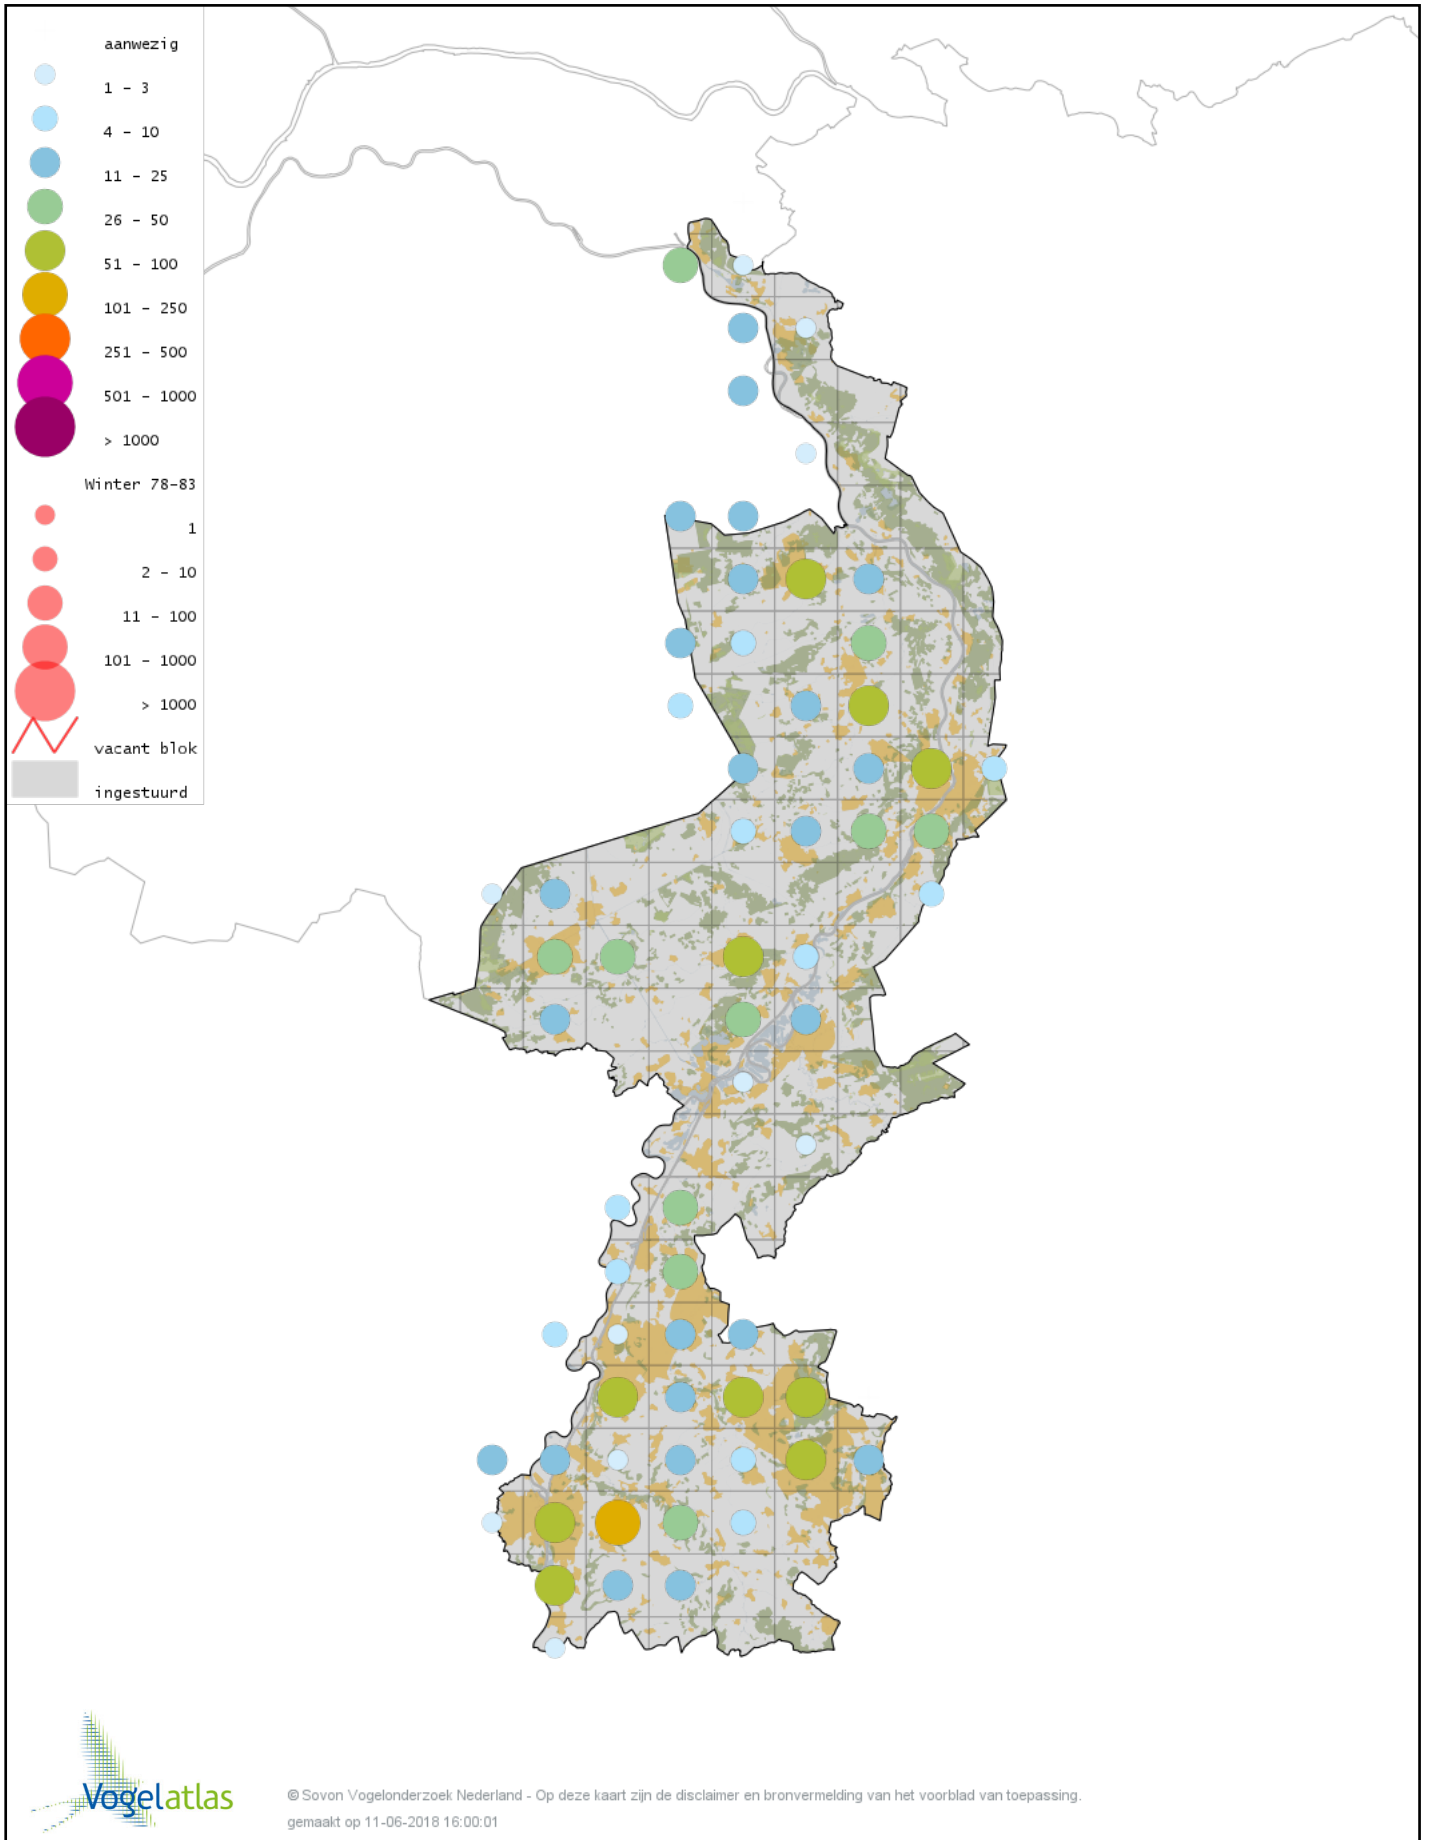 aanwezig
1 - 3
4 - 10
11 - 25
26 - 50
51 - 100
101 - 250
251 - 500
501 - 1000
> 1000
Winter 78-83
1
2 - 10
11 - 100
101 - 1000
> 1000
vacant blok
ingestuurd
Vogelatlas
© Sovon Vogelonderzoek Nederland - Op deze kaart zijn de disclaimer en bronvermelding van het voorblad van toepassing.
gemaakt op 11-06-2018 16:00:01